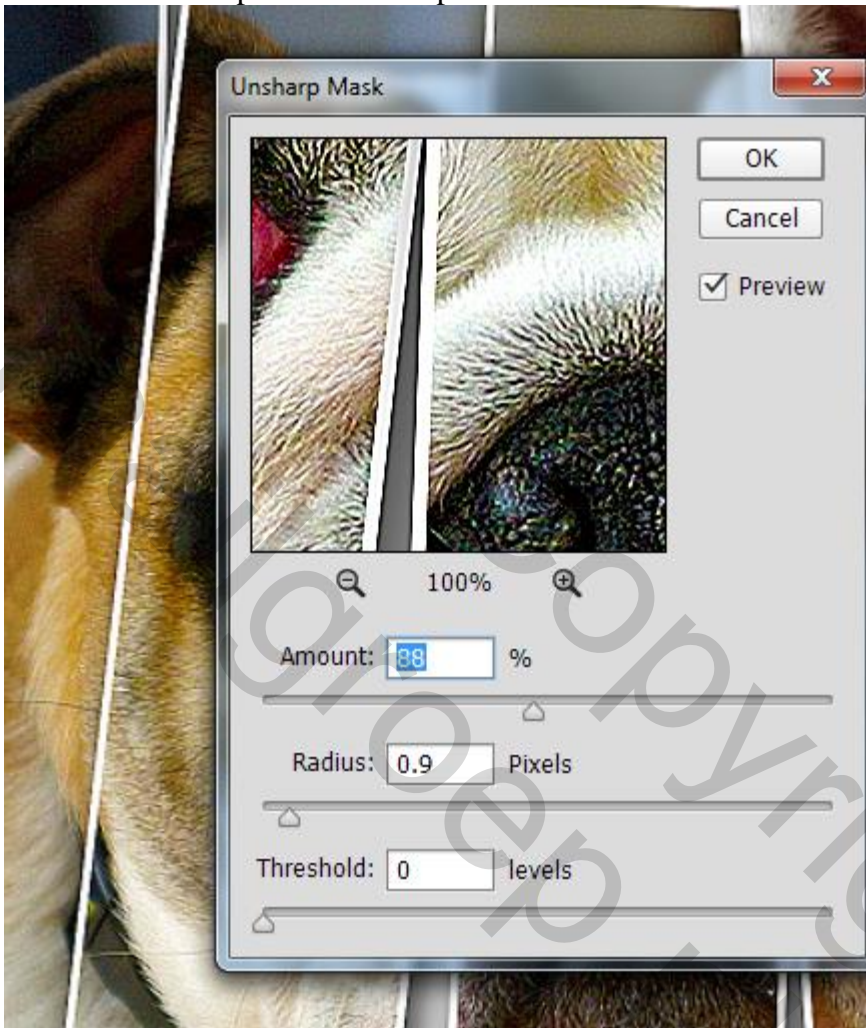 Unsharp Mask
OK
Cancel
Preview
100%
Amount: 88 %
Radius: 0.9 Pixels
Threshold: 0 levels